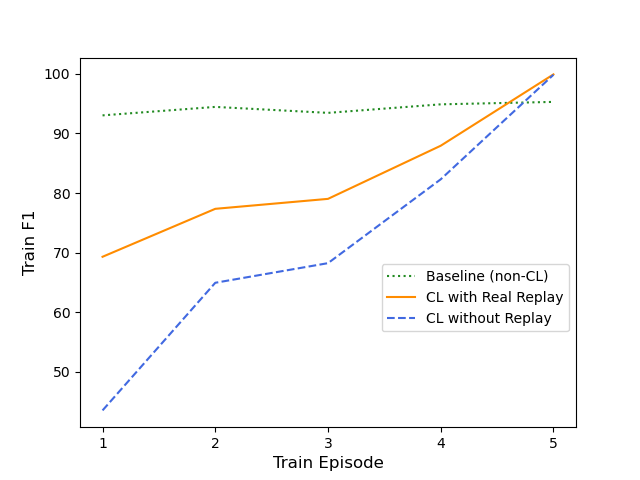 100
90
80
70
60
50
Train F1
Baseline (non-CL)
CL with Real Replay
CL without Replay
1 2 3 4 5
Train Episode